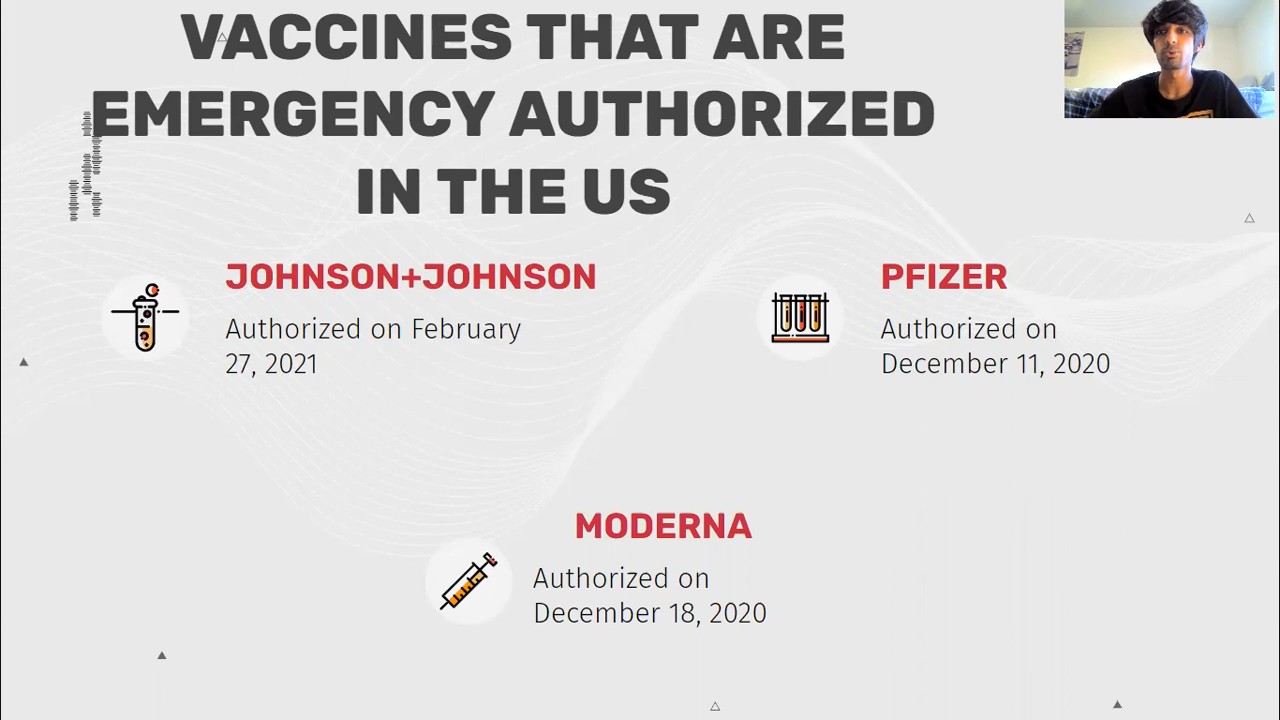 VACCINES THAT ARE
EMERGENCY AUTHORIZED
IN THE US
JOHNSON+JOHNSON
Authorized on February
27, 2021
PFIZER
Authorized on
December 11, 2020
MODERNA
Authorized on
December 18, 2020